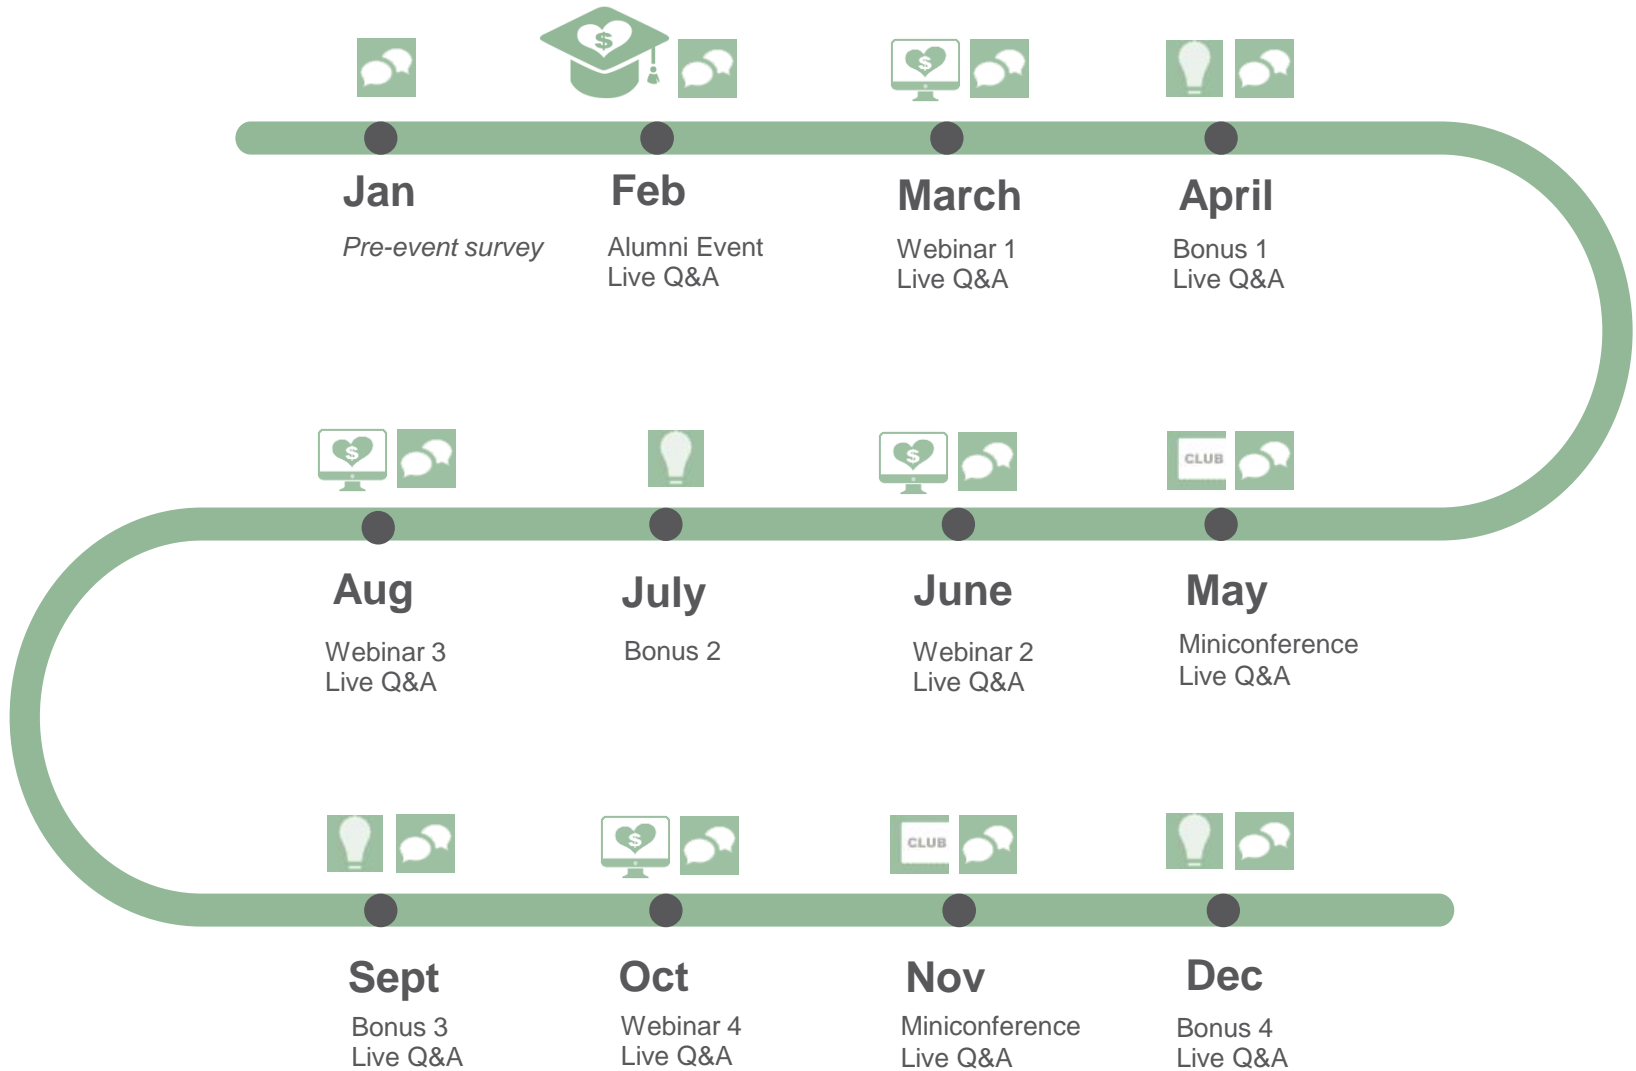 $
Jan
Pre-event survey
Feb
Alumni Event
Live Q&A
$
March
Webinar 1
Live Q&A
April
Bonus 1
Live Q&A
CLUB
May
Miniconference
Live Q&A
$
June
Webinar 2
Live Q&A
July
Bonus 2
$
Aug
Webinar 3
Live Q&A
Sept
Bonus 3
Live Q&A
$
Oct
Webinar 4
Live Q&A
CLUB
Nov
Miniconference
Live Q&A
Dec
Bonus 4
Live Q&A